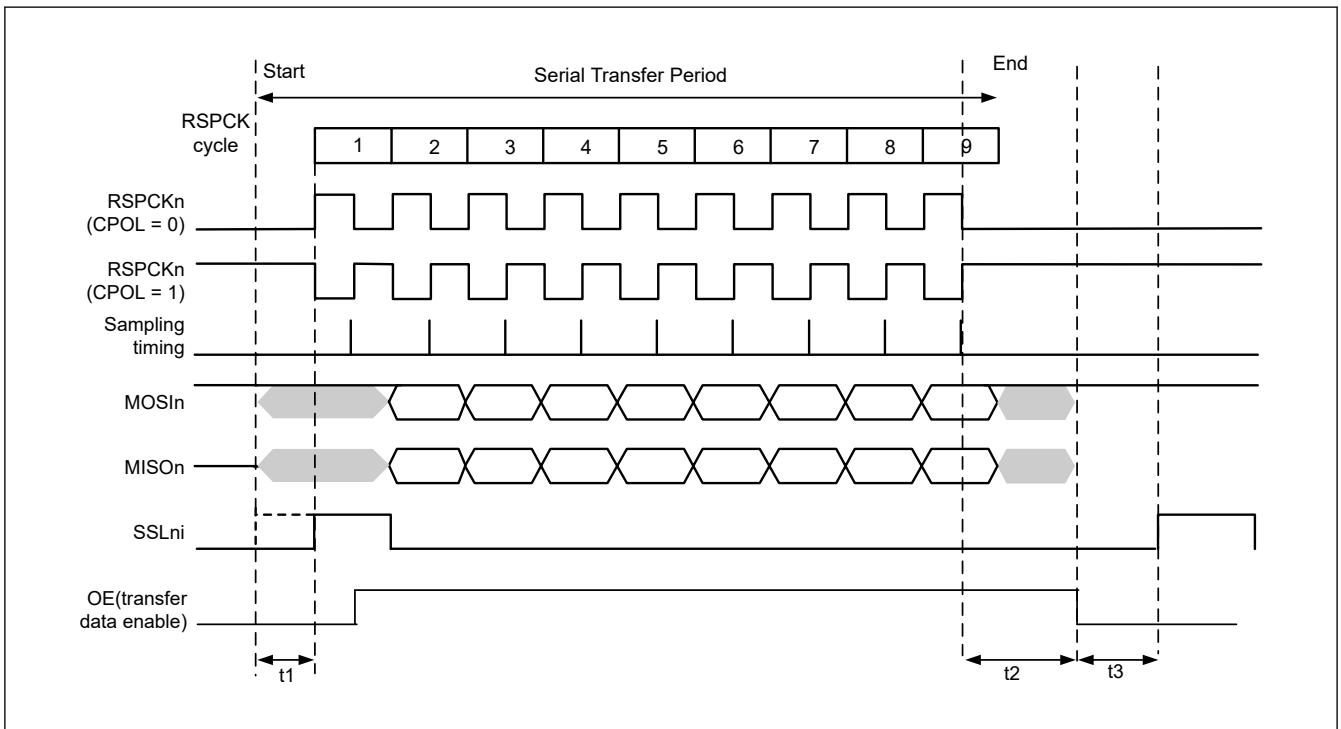 Start
Serial Transfer Period
End
RSPCK
cycle
1 2 3 4 5 6 7 8 9
RSPCKn
(CPOL = 0)
RSPCKn
(CPOL = 1)
Sampling
timing
MOSIn
MISOn
SSLni
OE(transfer
data enable)
t1
t2
t3